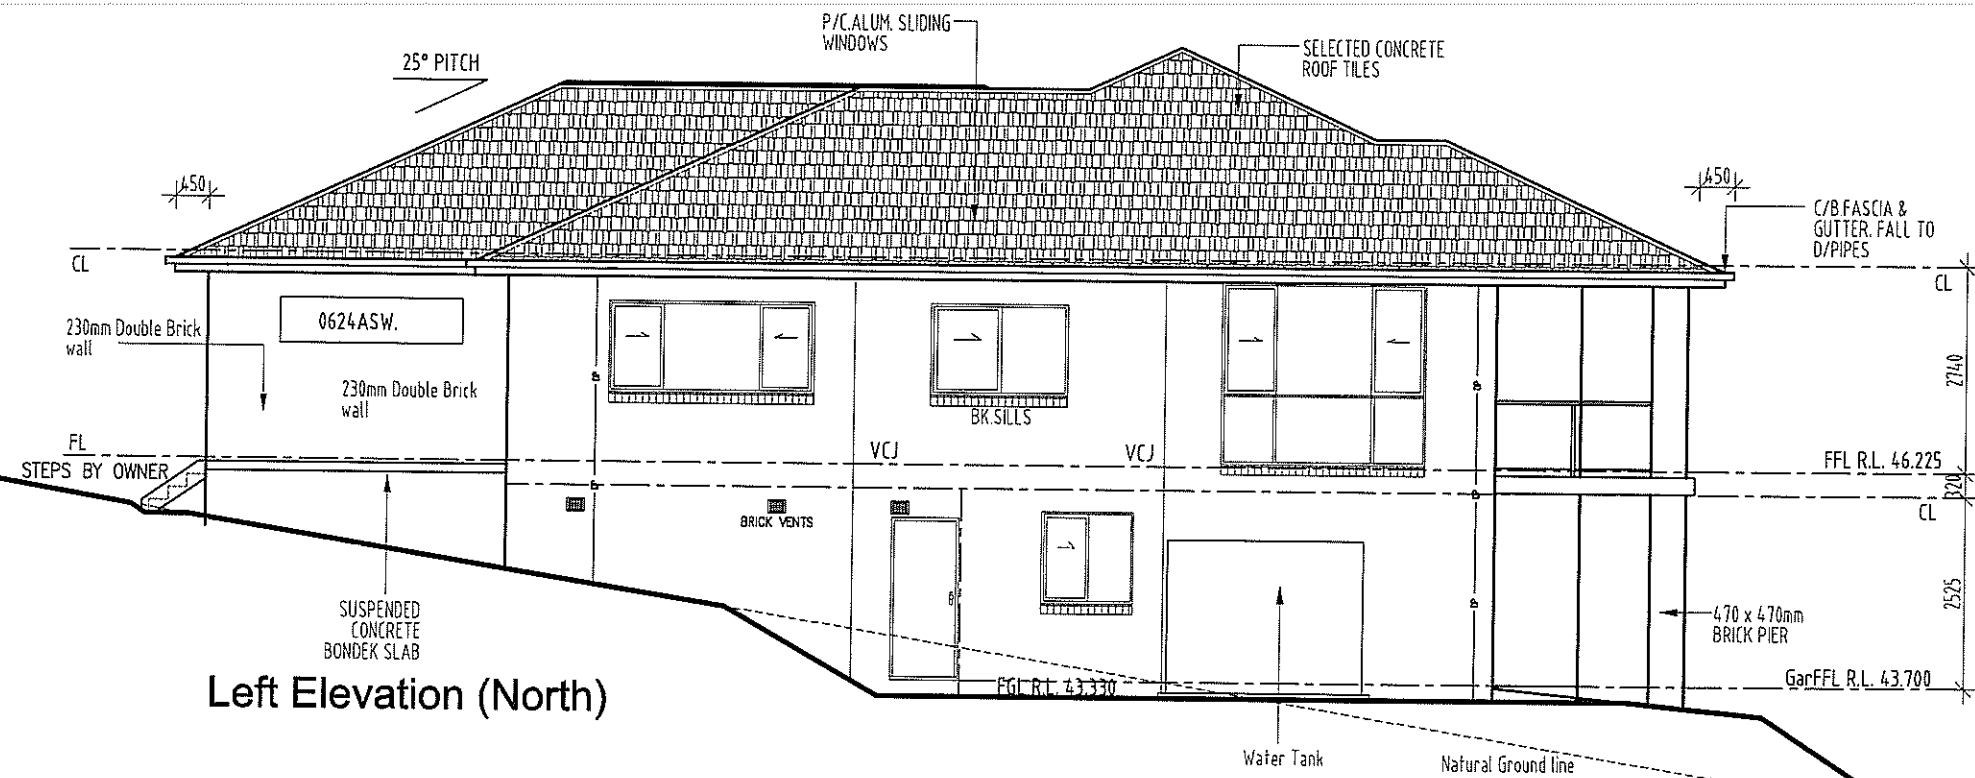 P/C.ALUM. SLIDING
WINDOWS
SELECTED CONCRETE
ROOF TILES
25° PITCH
450
450
C/B.FASCIA &
GUTTER. FALL TO
D/PIPES
CL
CL
0624ASW.
230mm Double Brick
wall
230mm Double Brick
wall
2740
BK.SILLS
FL
VCJ
VCJ
STEPS BY OWNER
FFL R.L. 46.225
320
CL
BRICK VENTS
2525
SUSPENDED
CONCRETE
BONDEK SLAB
470 x 470mm
BRICK PIER
Left Elevation (North)
FGL R.L. 43.330
GarFFL R.L. 43.700
Water Tank
Natural Ground line